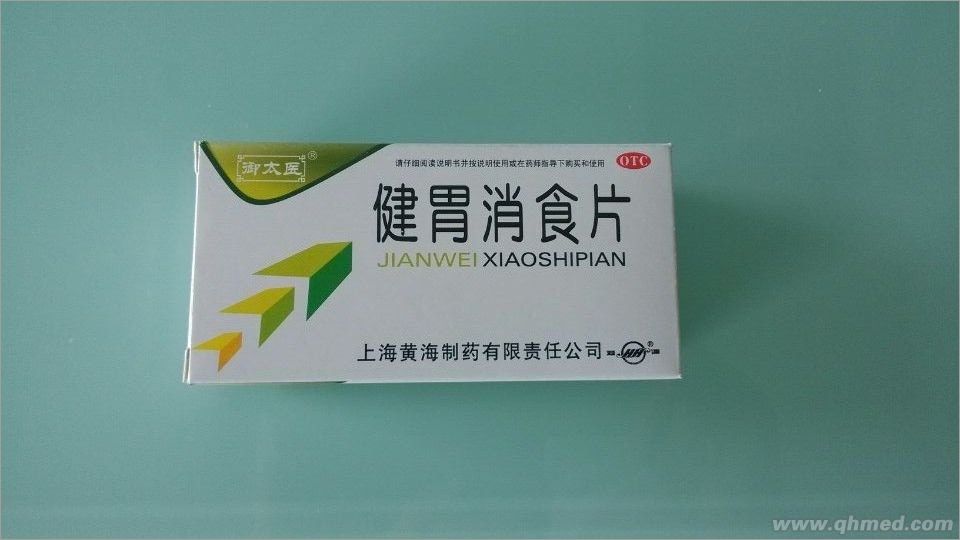 御太医®
请仔细阅读说明书并按说明使用或在药师指导下购买和使用
OTC
健胃消食片
JIANWEI XIAOSHIPIAN
上海黄海制药有限责任公司
®
www.qhmed.com